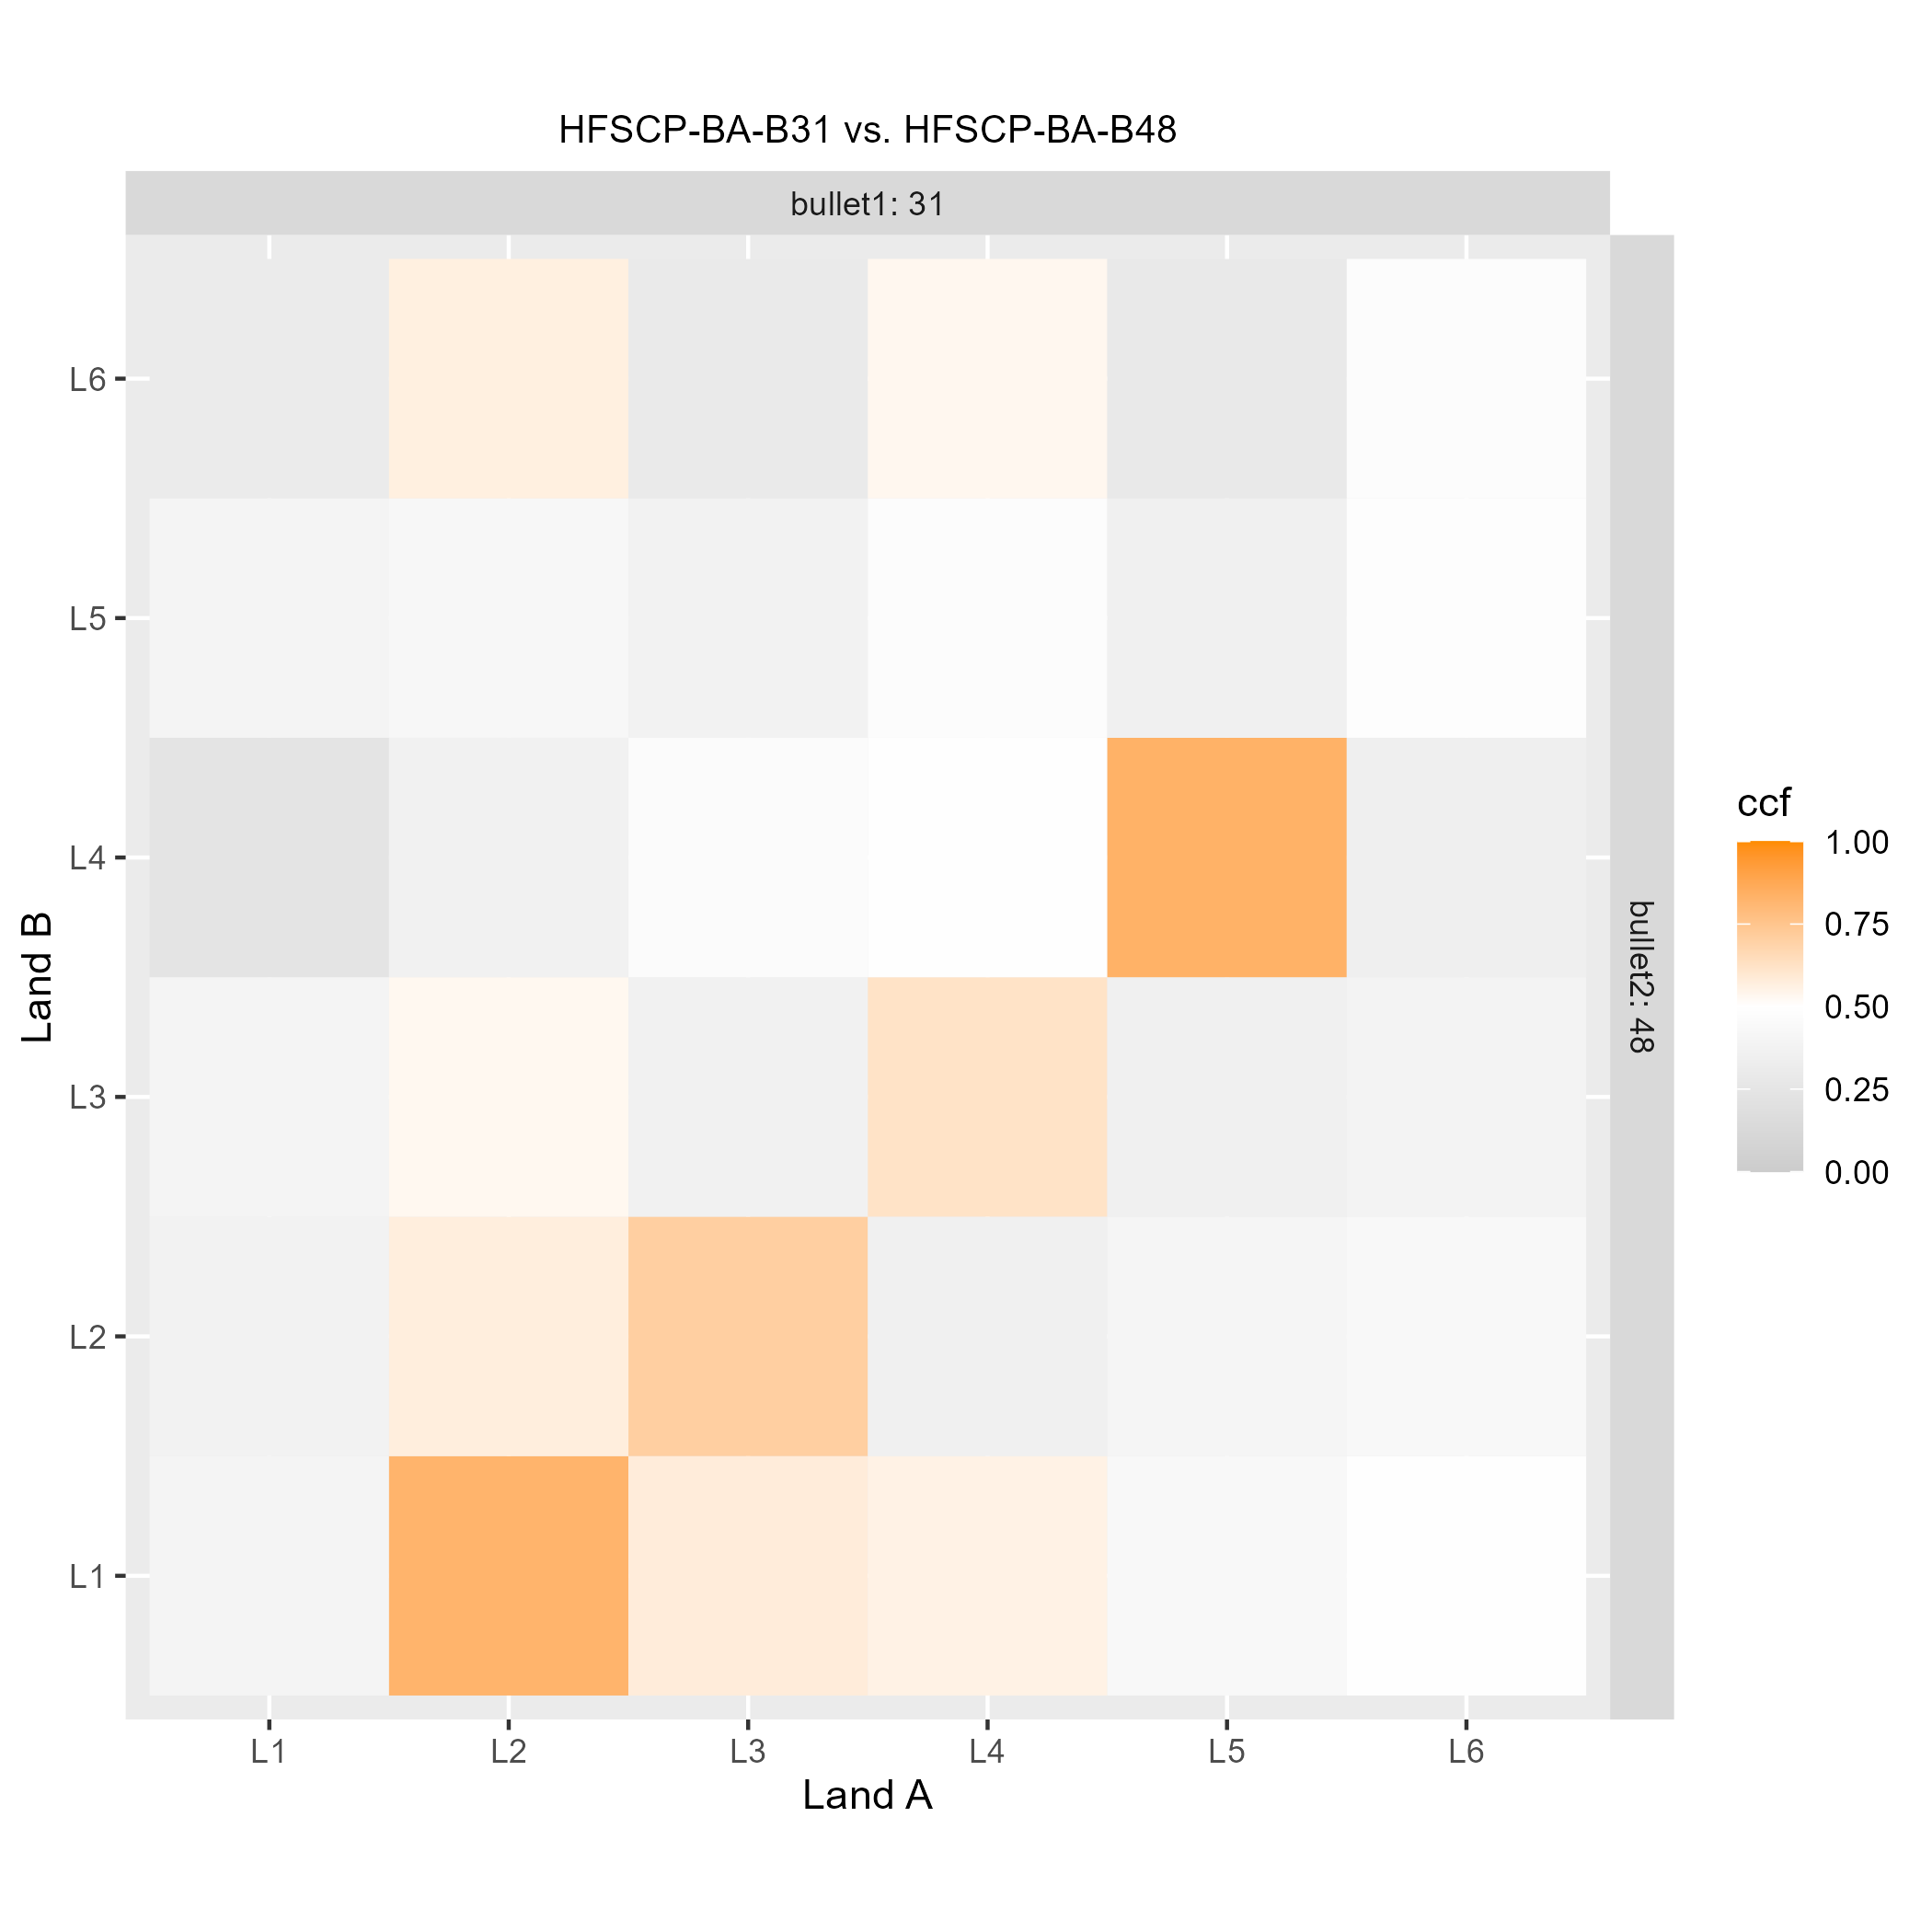 HFSCP-BA-B31 vs. HFSCP-BA-B48
bullet1: 31
L6
L5
L4
L3
L2
L1
Land B
bullet2: 48
ccf
1.00
0.75
0.50
0.25
0.00
L1 L2 L3 L4 L5 L6
Land A